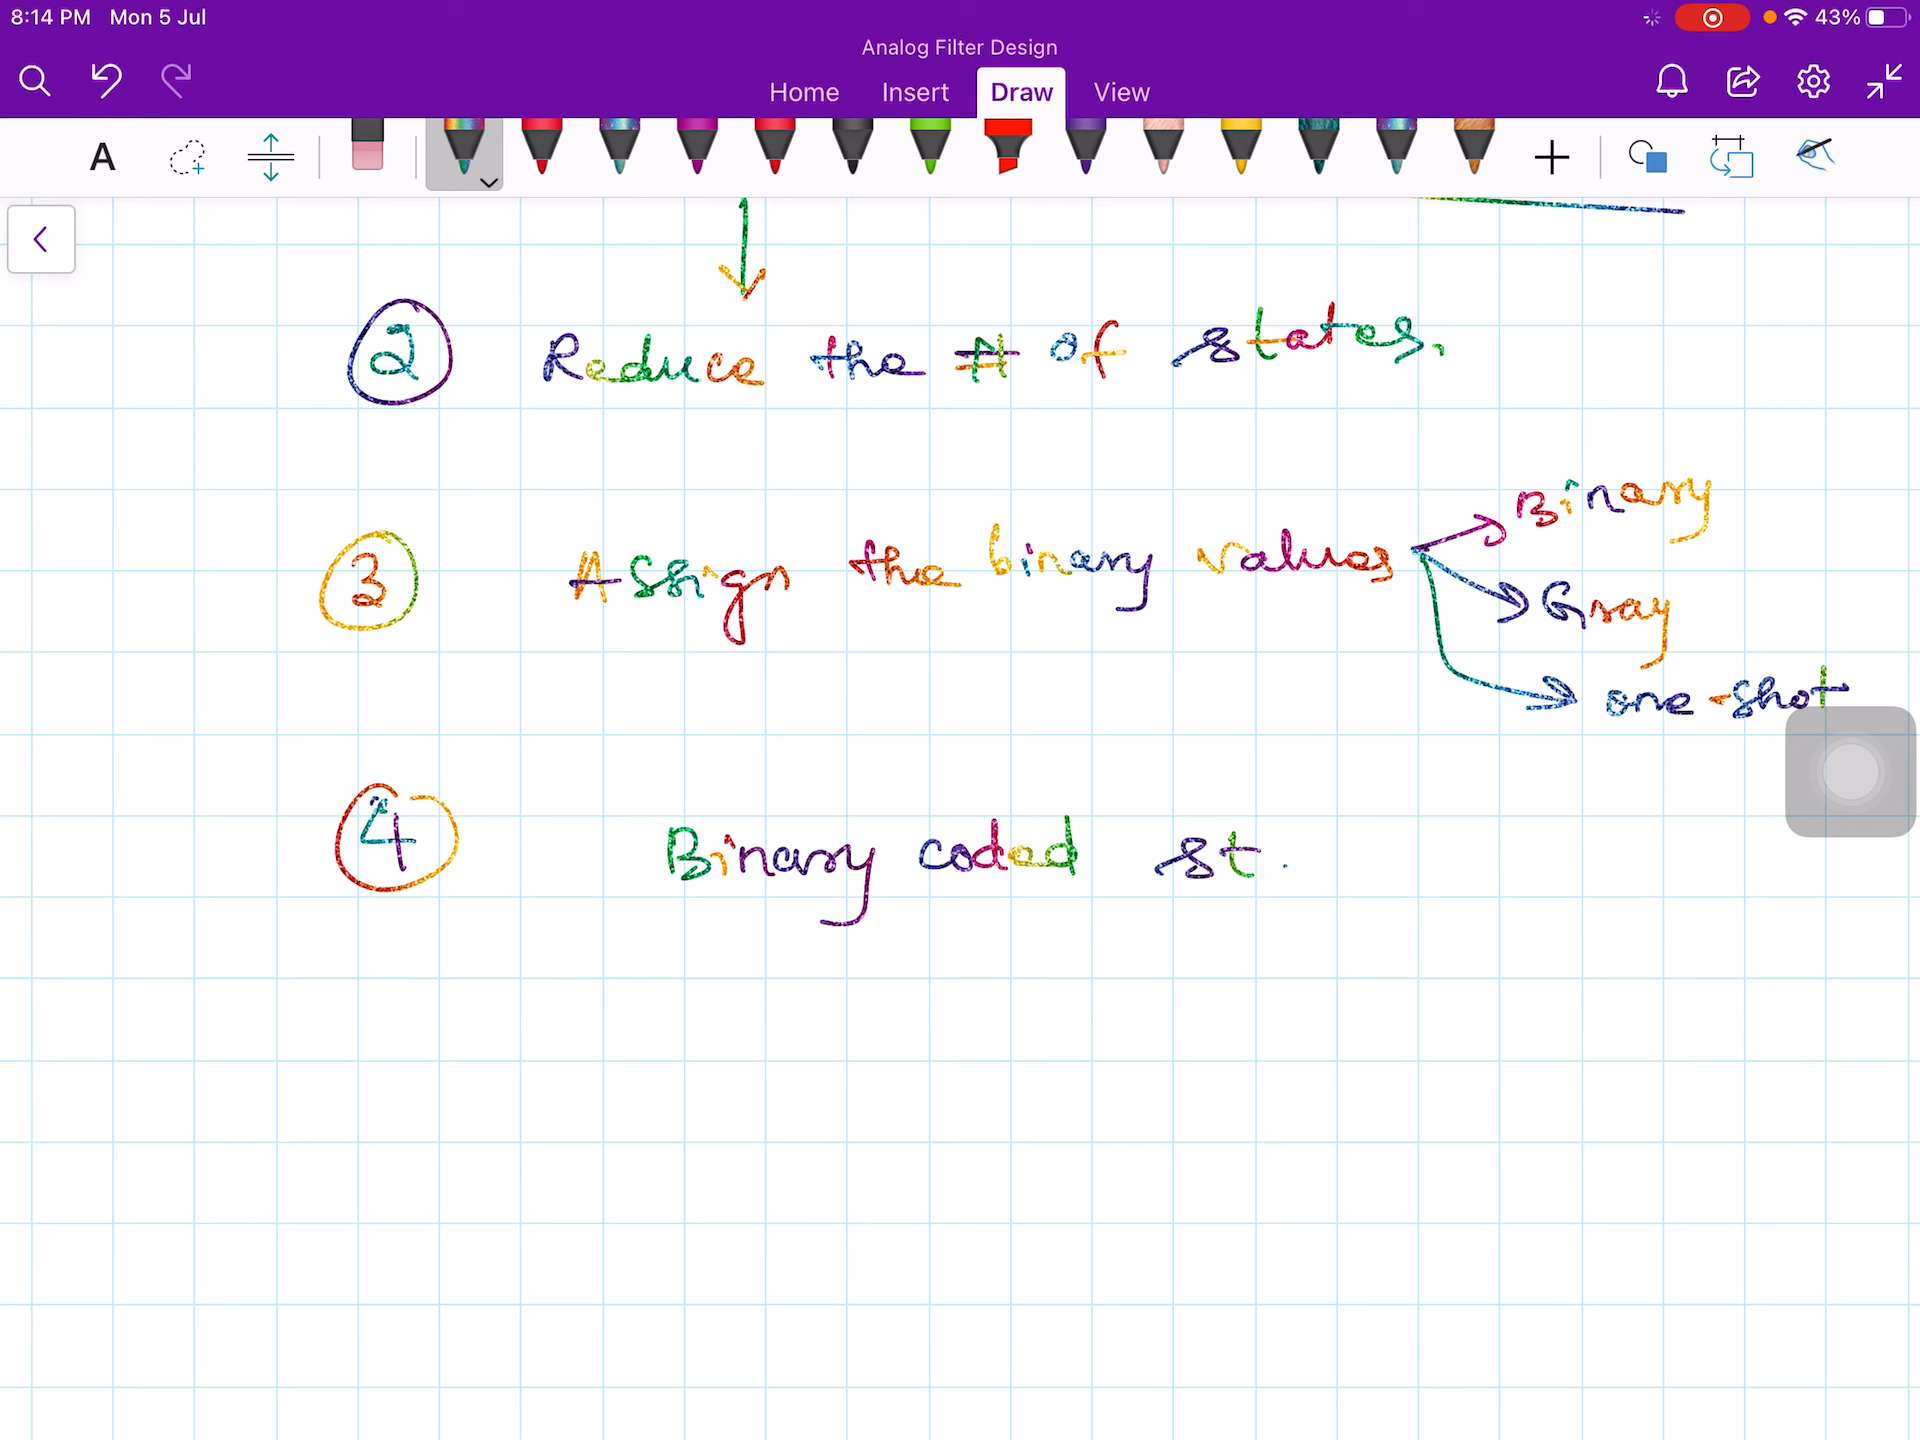 8:14 PM Mon 5 Jul 43%
Analog Filter Design
Home Insert Draw View
A
2 Reduce the # of states.
3 Assign the binary values
Binary
Gray
one-shot
4 Binary coded st.